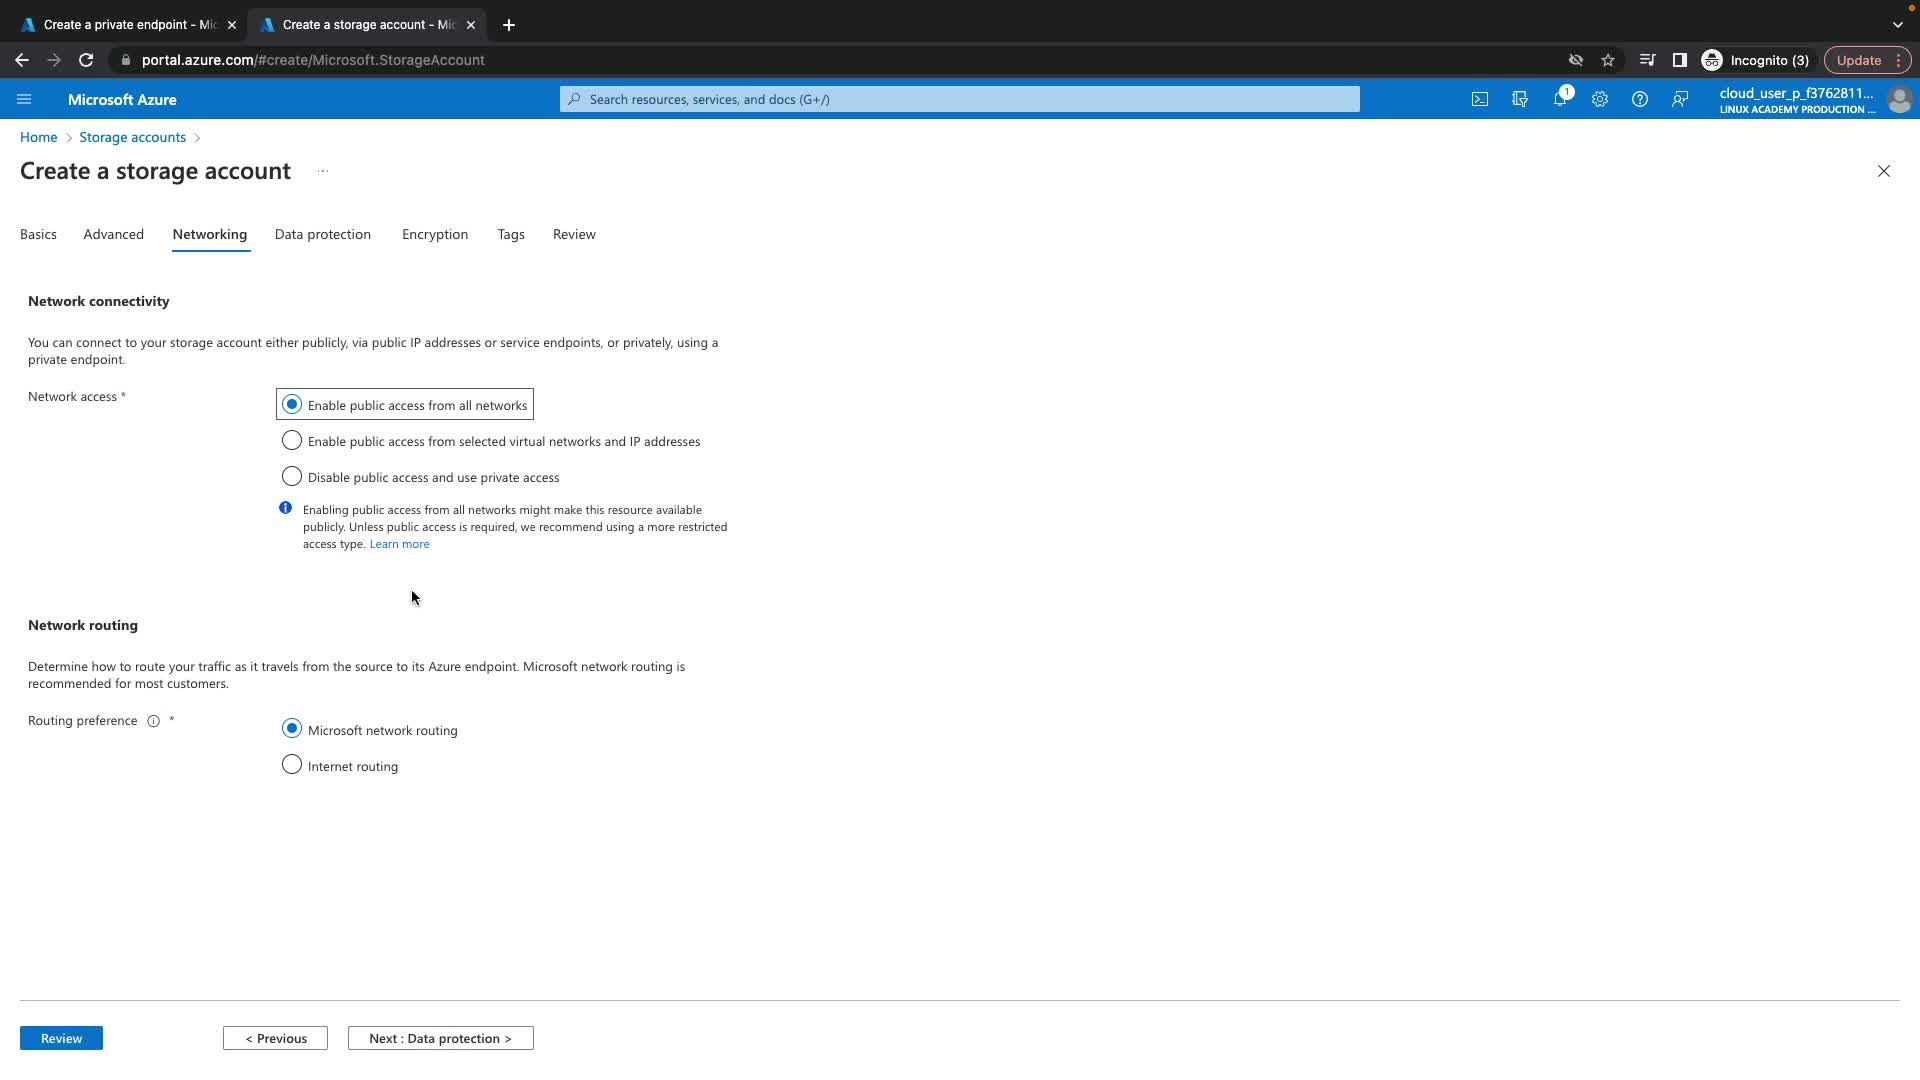 Create a private endpoint - Mic
Create a storage account - Mic
portal.azure.com/#create/Microsoft.StorageAccount
Incognito (3)
Update
Microsoft Azure
Search resources, services, and docs (G+/)
1
cloud_user_p_f3762811...
LINUX ACADEMY PRODUCTION ...
Home > Storage accounts >
Create a storage account ...
Basics
Advanced
Networking
Data protection
Encryption
Tags
Review
Network connectivity
You can connect to your storage account either publicly, via public IP addresses or service endpoints, or privately, using a
private endpoint.
Network access *
Enable public access from all networks
Enable public access from selected virtual networks and IP addresses
Disable public access and use private access
Enabling public access from all networks might make this resource available
publicly. Unless public access is required, we recommend using a more restricted
access type. Learn more
Network routing
Determine how to route your traffic as it travels from the source to its Azure endpoint. Microsoft network routing is
recommended for most customers.
Routing preference *
Microsoft network routing
Internet routing
Review
< Previous
Next : Data protection >